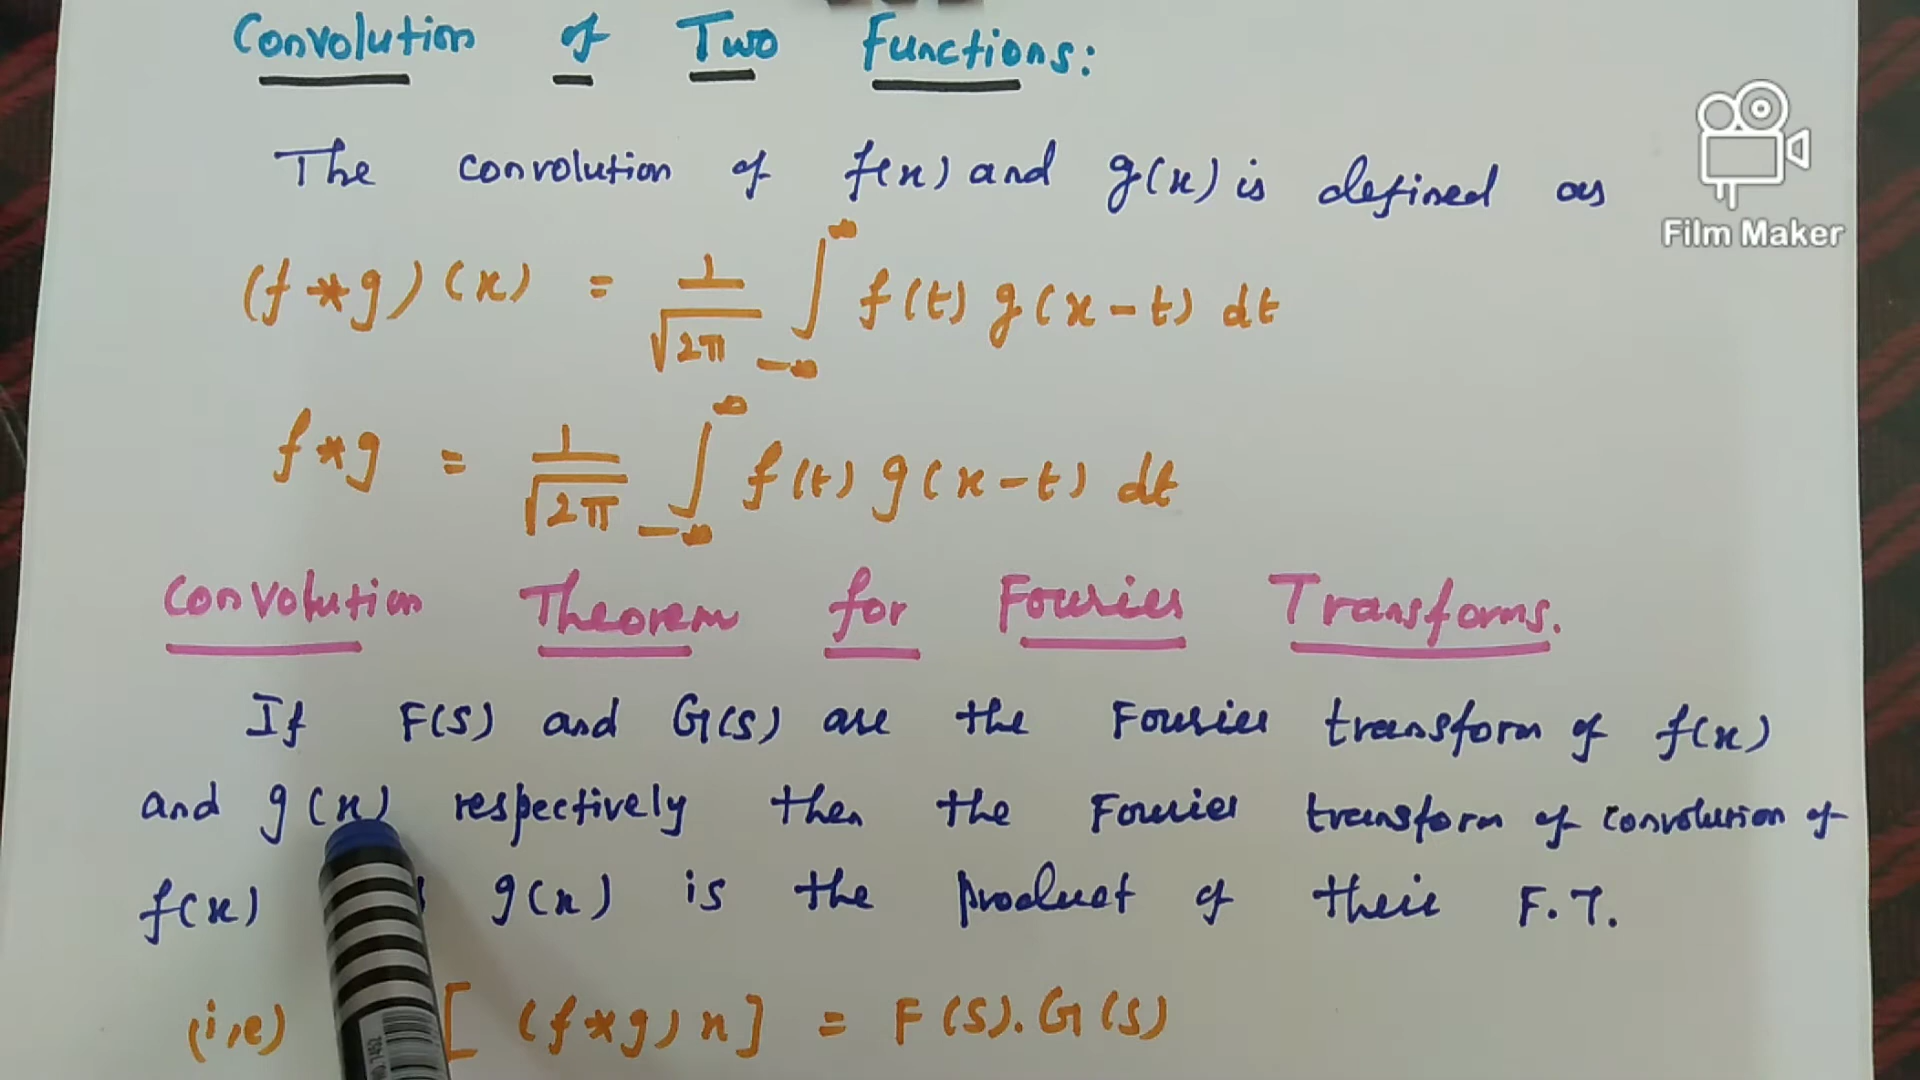 Convolution of Two Functions:
The convolution of f(x) and g(x) is defined as
Film Maker
(f*g)(x) = 1/√2π ∫_{-∞}^{∞} f(t) g(x-t) dt
f*g = 1/√2π ∫_{-∞}^{∞} f(t) g(x-t) dt
Convolution Theorem for Fourier Transforms.
If F(S) and G(S) are the Fourier transform of f(x)
and g(x) respectively then the Fourier transform of convolution of
f(x) g(x) is the product of their F.T.
(i,e) [ (f*g) x] = F(S). G(S)